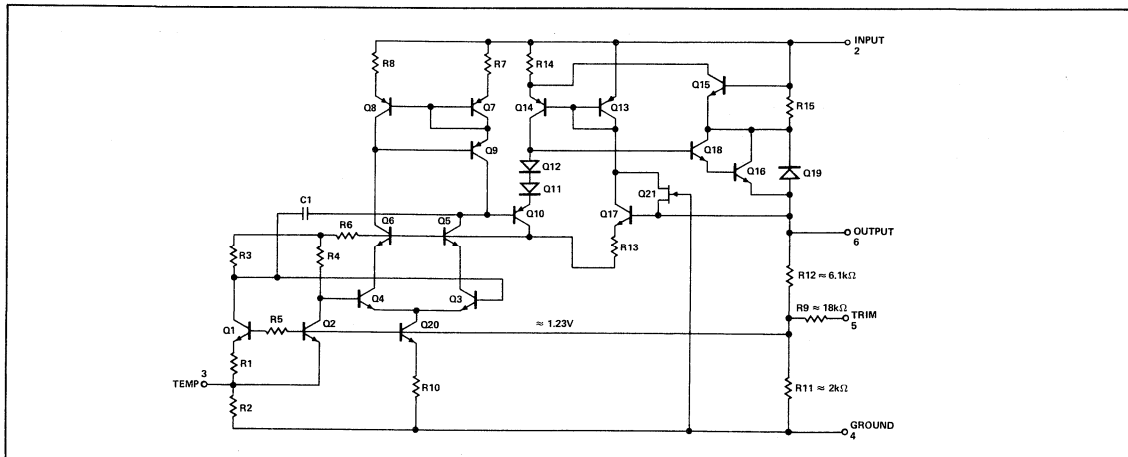 INPUT
2
R8
R7
R14
Q8
Q7
Q14
Q13
Q15
R15
Q9
Q18
Q16
Q19
Q12
Q11
Q21
C1
Q10
Q17
R6
Q6
Q5
R13
OUTPUT
6
R3
R4
R12 ≈ 6.1kΩ
Q4
Q3
R9 ≈ 18kΩ
TRIM
5
Q1
R5
Q2
Q20
≈ 1.23V
R1
3
TEMP
R10
R11 ≈ 2kΩ
R2
GROUND
4